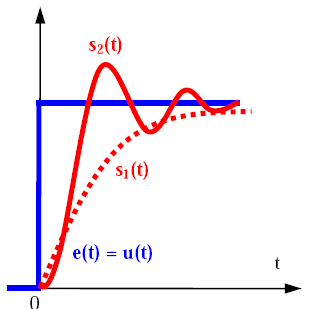 s₂(t)
s₁(t)
e(t) = u(t)
t
0